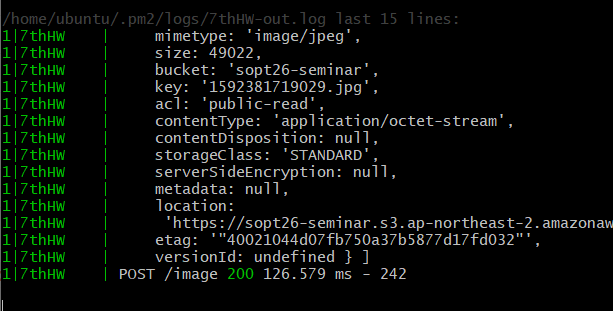 /home/ubuntu/.pm2/logs/7thHW-out.log last 15 lines:
1|7thHW | mimetype: 'image/jpeg',
1|7thHW | size: 49022,
1|7thHW | bucket: 'sopt26-seminar',
1|7thHW | key: '1592381719029.jpg',
1|7thHW | acl: 'public-read',
1|7thHW | contentType: 'application/octet-stream',
1|7thHW | contentDisposition: null,
1|7thHW | storageClass: 'STANDARD',
1|7thHW | serverSideEncryption: null,
1|7thHW | metadata: null,
1|7thHW | location:
1|7thHW | 'https://sopt26-seminar.s3.ap-northeast-2.amazonaw
1|7thHW | etag: '"40021044d07fb750a37b5877d17fd032"',
1|7thHW | versionId: undefined } ]
1|7thHW | POST /image 200 126.579 ms - 242